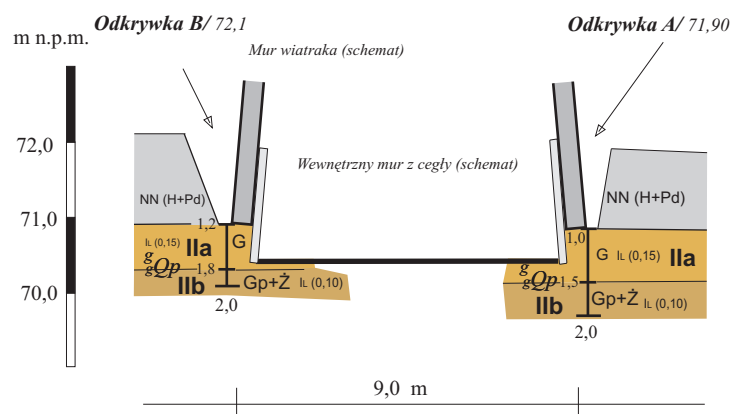 Odkrywka B/ 72,1
Odkrywka A/ 71,90
m n.p.m.
Mur wiatraka (schemat)
72,0
Wewnętrzny mur z cegły (schemat)
NN (H+Pd)
NN (H+Pd)
71,0
1,2
1,0
IL (0,15) IIa
G
G IL (0,15) IIa
g gQp
1,8
g gQp
1,5
70,0
IIb
Gp+Ż IL (0,10)
IIb
Gp+Ż IL (0,10)
2,0
2,0
9,0 m